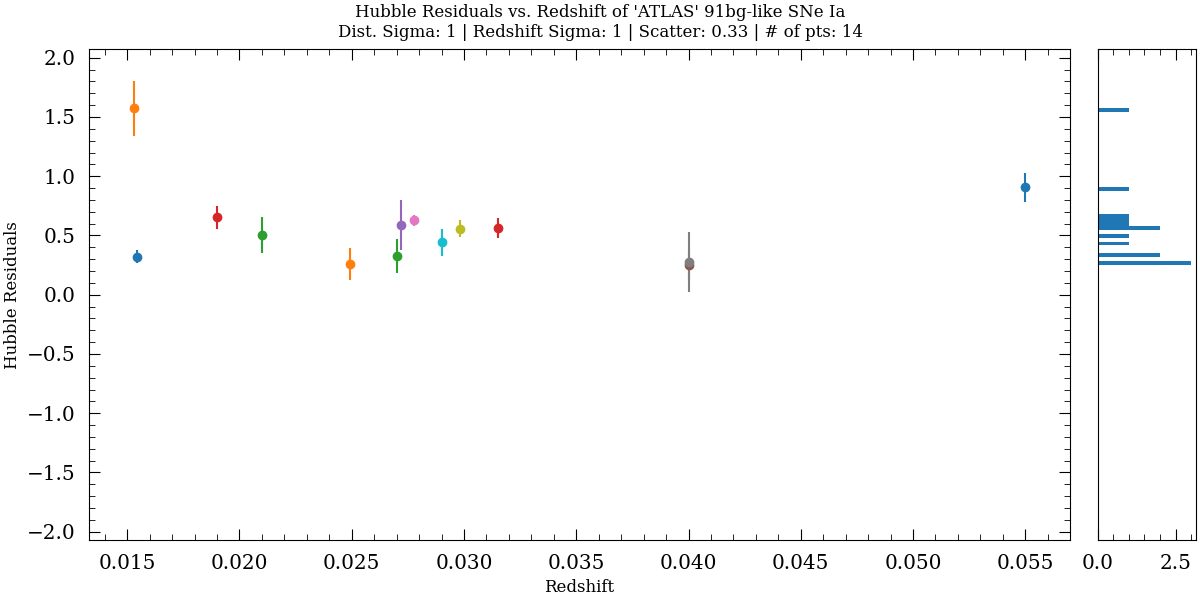 Hubble Residuals vs. Redshift of 'ATLAS' 91bg-like SNe Ia
Dist. Sigma: 1 | Redshift Sigma: 1 | Scatter: 0.33 | # of pts: 14
Hubble Residuals
2.0
1.5
1.0
0.5
0.0
−0.5
−1.0
−1.5
−2.0
0.015 0.020 0.025 0.030 0.035 0.040 0.045 0.050 0.055
Redshift
0.0 2.5